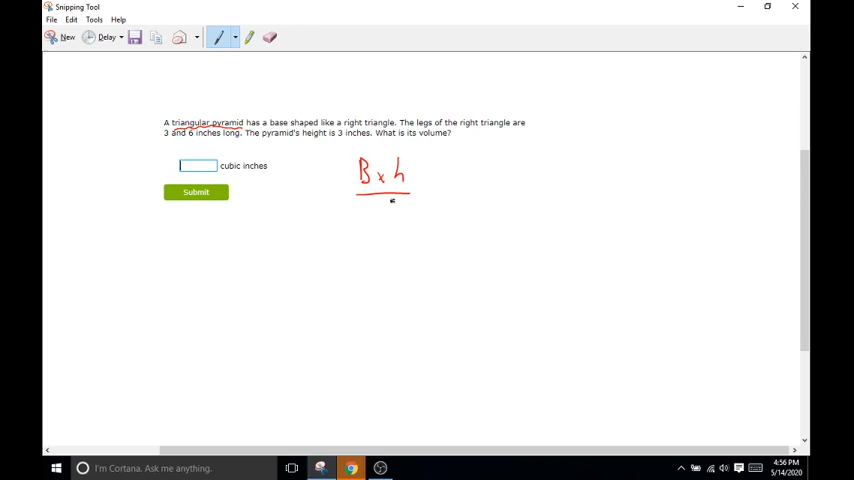 Snipping Tool
File Edit Tools Help
New Delay
A triangular pyramid has a base shaped like a right triangle. The legs of the right triangle are
3 and 6 inches long. The pyramid's height is 3 inches. What is its volume?
cubic inches
B x h
Submit
I'm Cortana. Ask me anything.
4:56 PM
5/14/2020